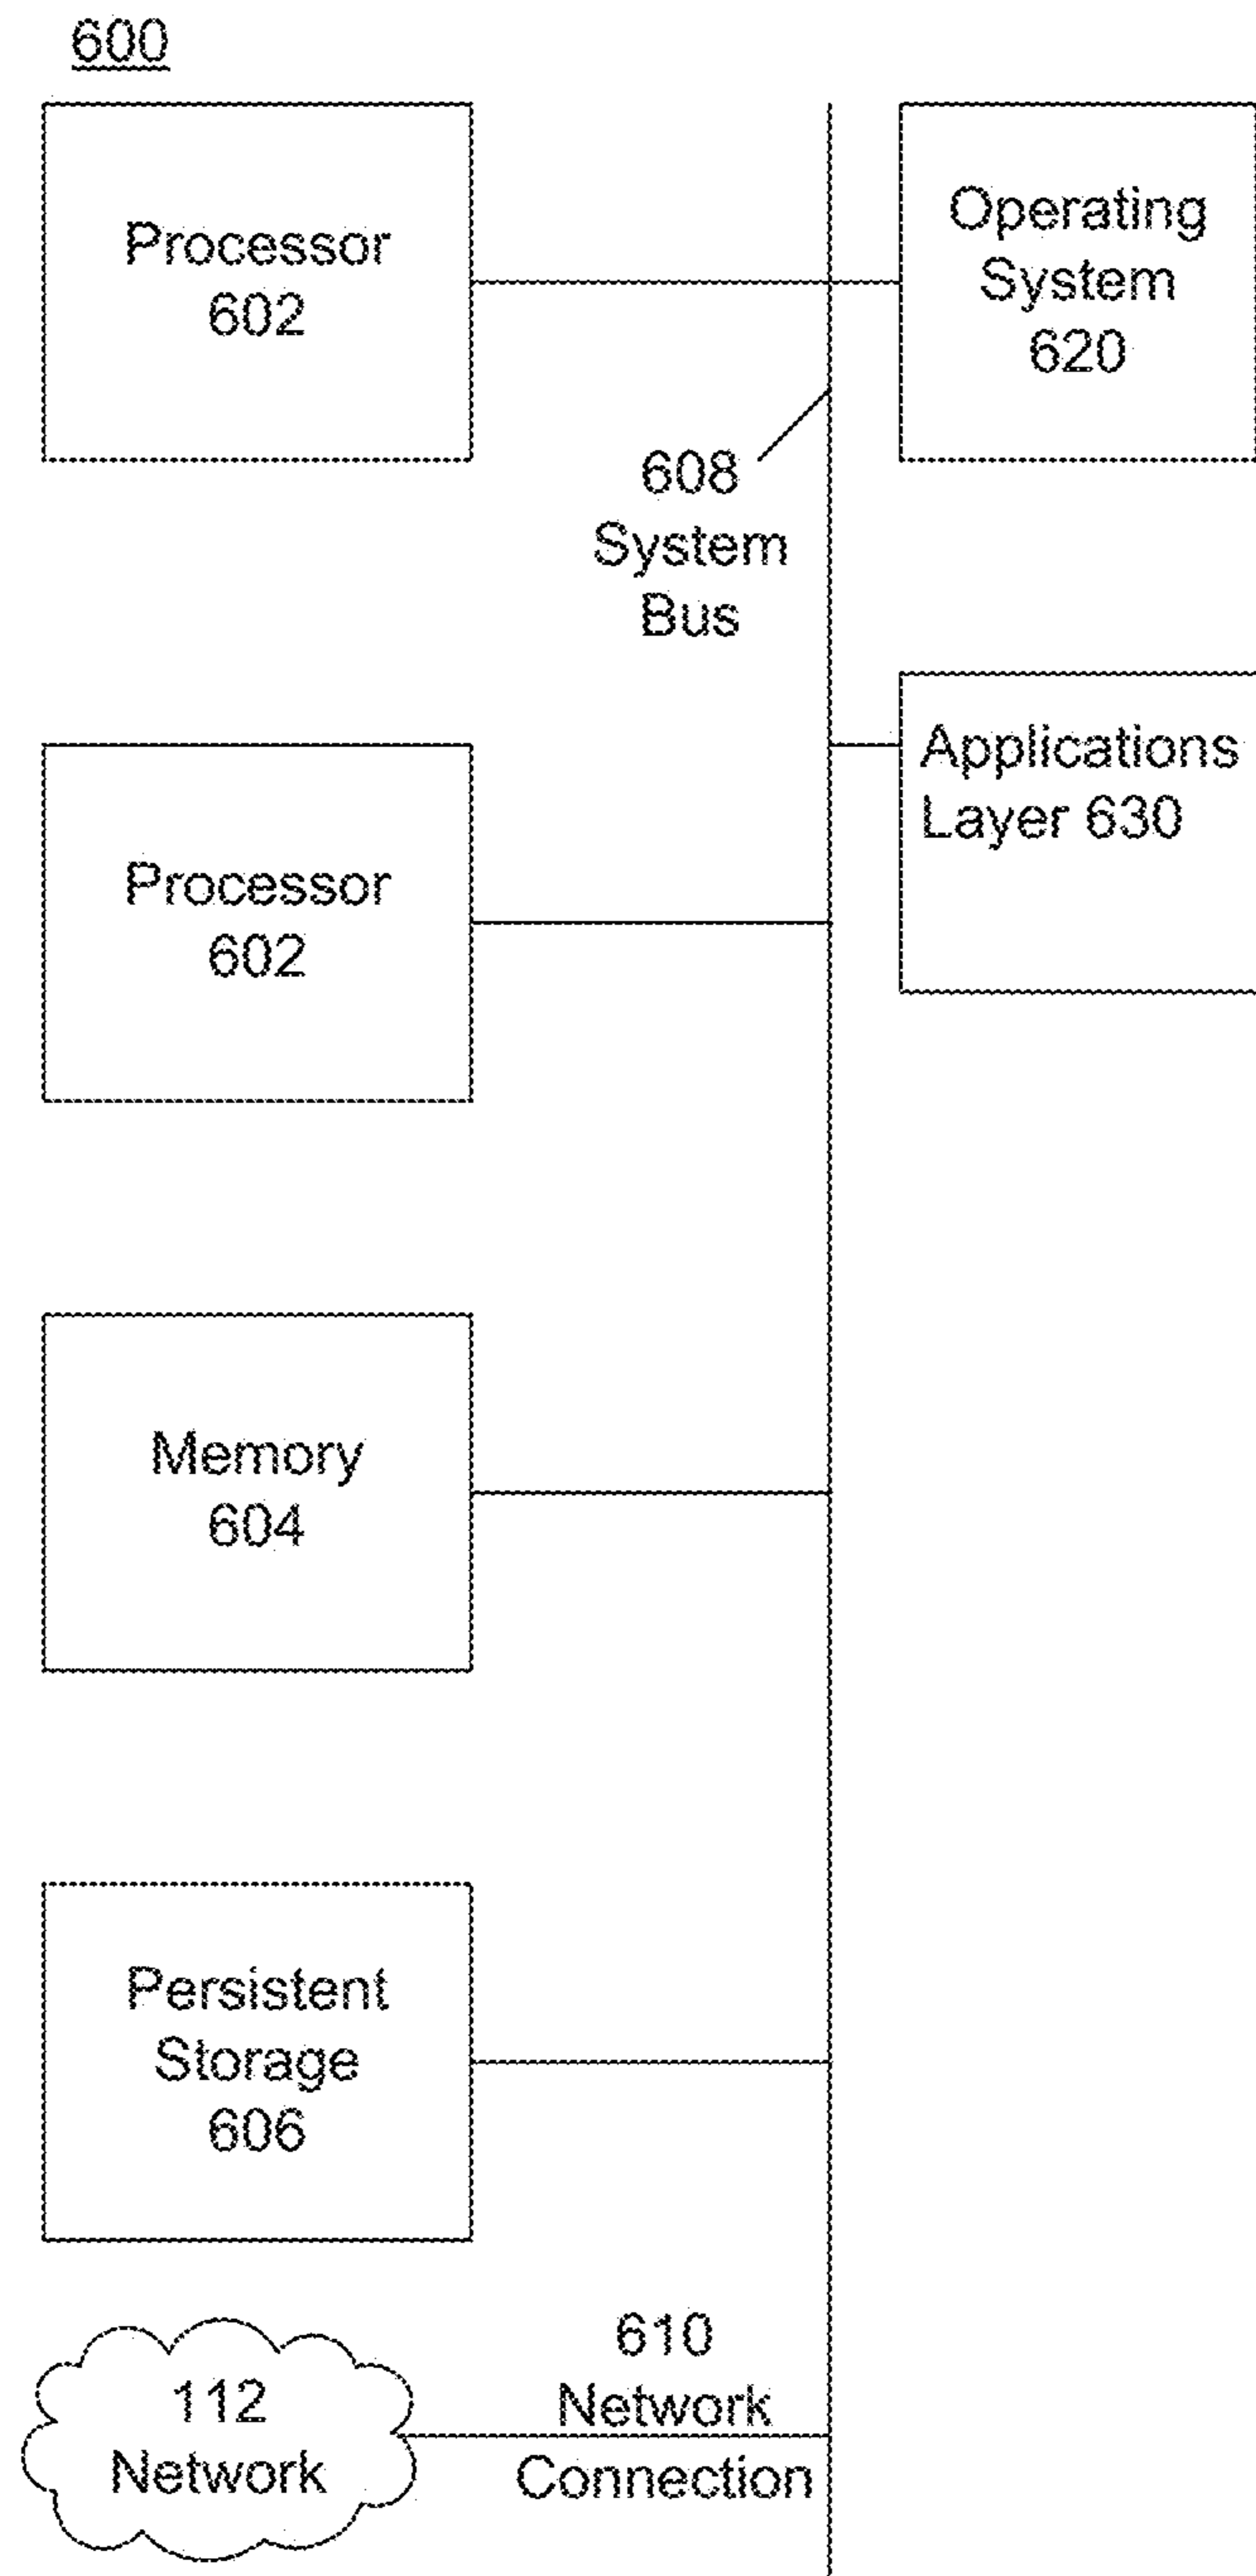 600
Processor
602
Operating
System
620
608
System
Bus
Applications
Layer 630
Processor
602
Memory
604
Persistent
Storage
606
112
Network
610
Network
Connection